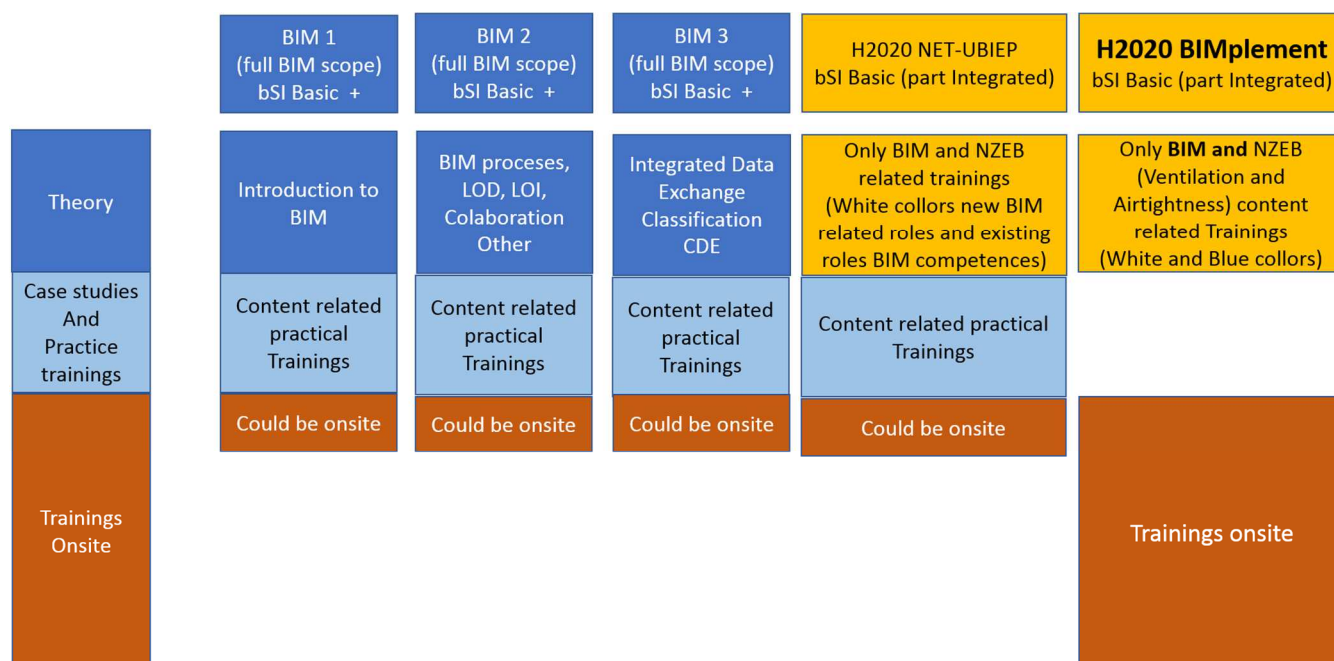 BIM 1
(full BIM scope)
bSI Basic  +
BIM 2
(full BIM scope)
bSI Basic  +
BIM 3
(full BIM scope)
bSI Basic  +
H2020 NET-UBIEP
bSI Basic (part Integrated)
H2020 BIMplement
bSI Basic (part Integrated)
Theory
Introduction to
BIM
BIM proceses,
LOD, LOI,
Colaboration
Other
Integrated Data
Exchange
Classification
CDE
Only BIM and NZEB
related trainings
(White collors new BIM
related roles and existing
roles BIM competences)
Only BIM and NZEB
(Ventilation and
Airtightness) content
related Trainings
(White and Blue collors)
Case studies
And
Practice
trainings
Content related
practical
Trainings
Content related
practical
Trainings
Content related
practical
Trainings
Content related practical
Trainings
Trainings
Onsite
Could be onsite
Could be onsite
Could be onsite
Could be onsite
Trainings onsite